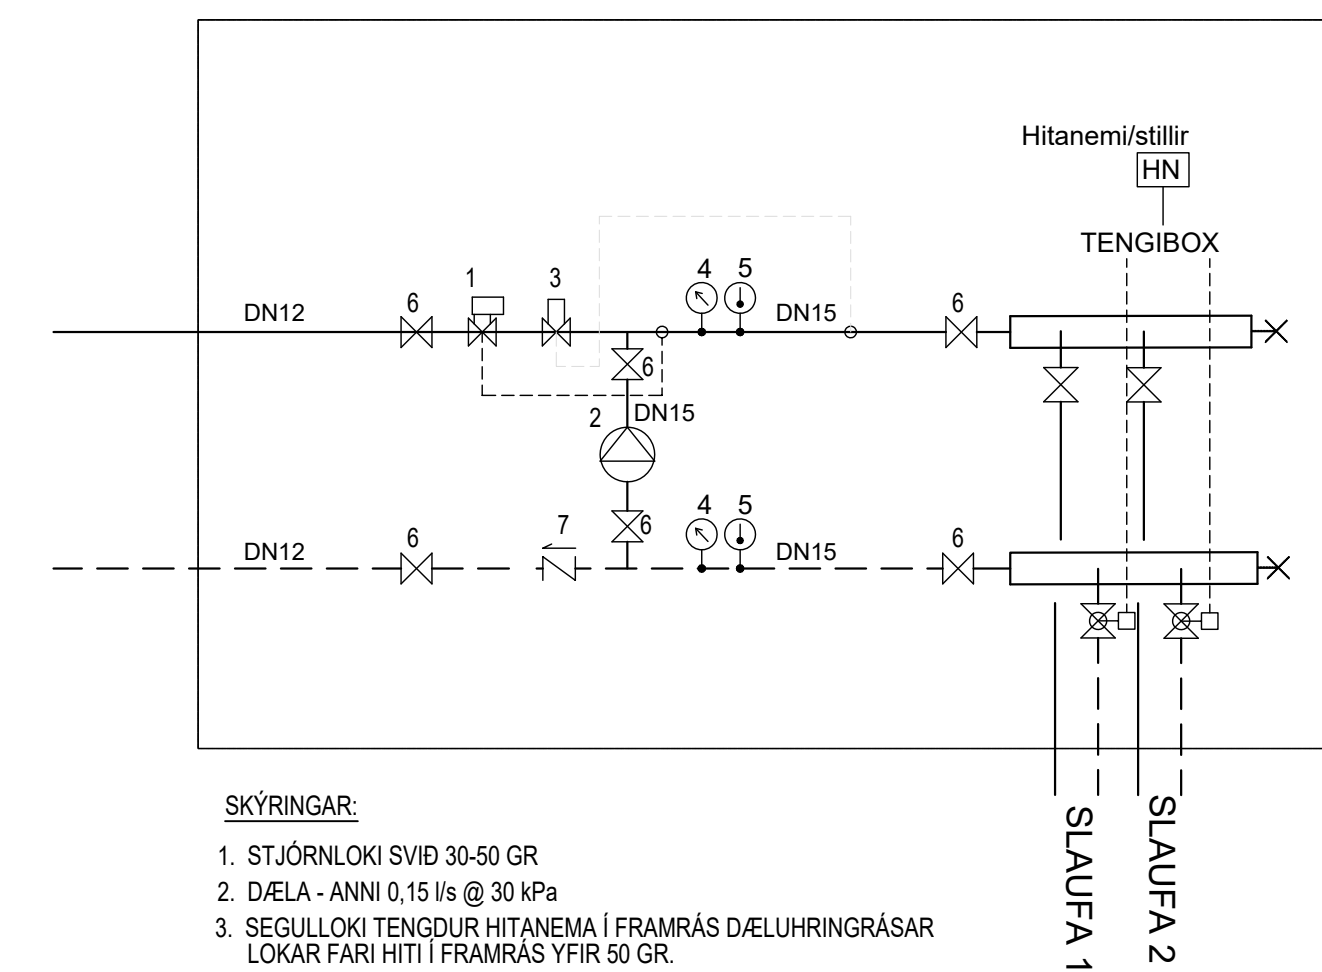 Hitanemi/stillir
HN
TENGIBOX
4 5
1 3
6 6
DN12 DN15
6
2 DN15
4 5
7 6
6 6
DN12 DN15
SKÝRINGAR:
1. STJÓRNLOKI SVIÐ 30-50 GR
2. DÆLA - ANNI 0,15 l/s @ 30 kPa
3. SEGULLOKI TENGDUR HITANEMA Í FRAMRÁS DÆLUHRINGRÁSAR
LOKAR FARI HITI Í FRAMRÁS YFIR 50 GR.
SLAUFA 1
SLAUFA 2